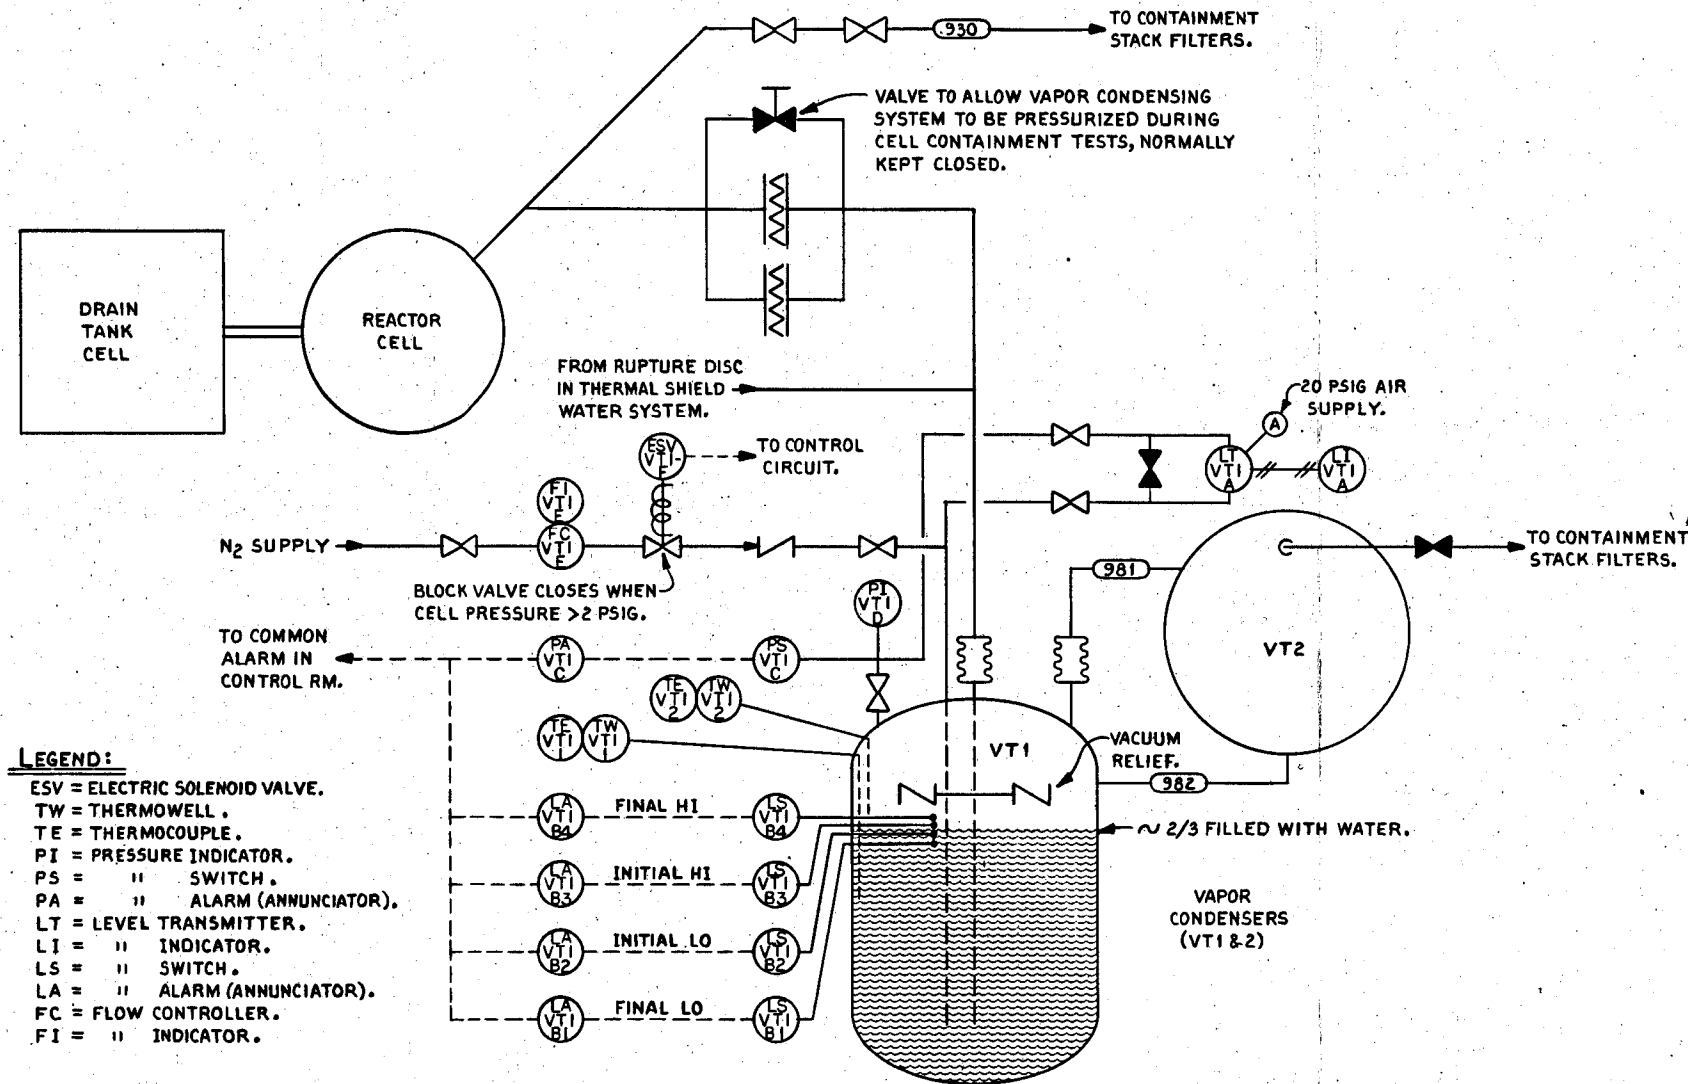 TO CONTAINMENT
STACK FILTERS.
930
VALVE TO ALLOW VAPOR CONDENSING
SYSTEM TO BE PRESSURIZED DURING
CELL CONTAINMENT TESTS, NORMALLY
KEPT CLOSED.
DRAIN
TANK
CELL
REACTOR
CELL
FROM RUPTURE DISC
IN THERMAL SHIELD
WATER SYSTEM.
20 PSIG AIR
SUPPLY.
A
ESV
VT1-
E
TO CONTROL
CIRCUIT.
LT
VT1
A
LI
VT1
A
FI
VT1
E
FC
VT1
E
N2 SUPPLY
BLOCK VALVE CLOSES WHEN
CELL PRESSURE >2 PSIG.
TO CONTAINMENT
STACK FILTERS.
981
PI
VT1
D
TO COMMON
ALARM IN
CONTROL RM.
PA
VT1
C
PS
VT1
C
VT2
TE
VT1
2
TW
VT1
2
TE
VT1
1
TW
VT1
1
VT1
VACUUM
RELIEF.
982
LEGEND:
ESV = ELECTRIC SOLENOID VALVE.
TW = THERMOWELL.
TE = THERMOCOUPLE.
PI = PRESSURE INDICATOR.
PS = " SWITCH.
PA = " ALARM (ANNUNCIATOR).
LT = LEVEL TRANSMITTER.
LI = " INDICATOR.
LS = " SWITCH.
LA = " ALARM (ANNUNCIATOR).
FC = FLOW CONTROLLER.
FI = " INDICATOR.
LA
VT1
B4
FINAL HI
LS
VT1
B4
~ 2/3 FILLED WITH WATER.
LA
VT1
B3
INITIAL HI
LS
VT1
B3
LA
VT1
B2
INITIAL LO
LS
VT1
B2
LA
VT1
B1
FINAL LO
LS
VT1
B1
VAPOR
CONDENSERS
(VT1 & 2)